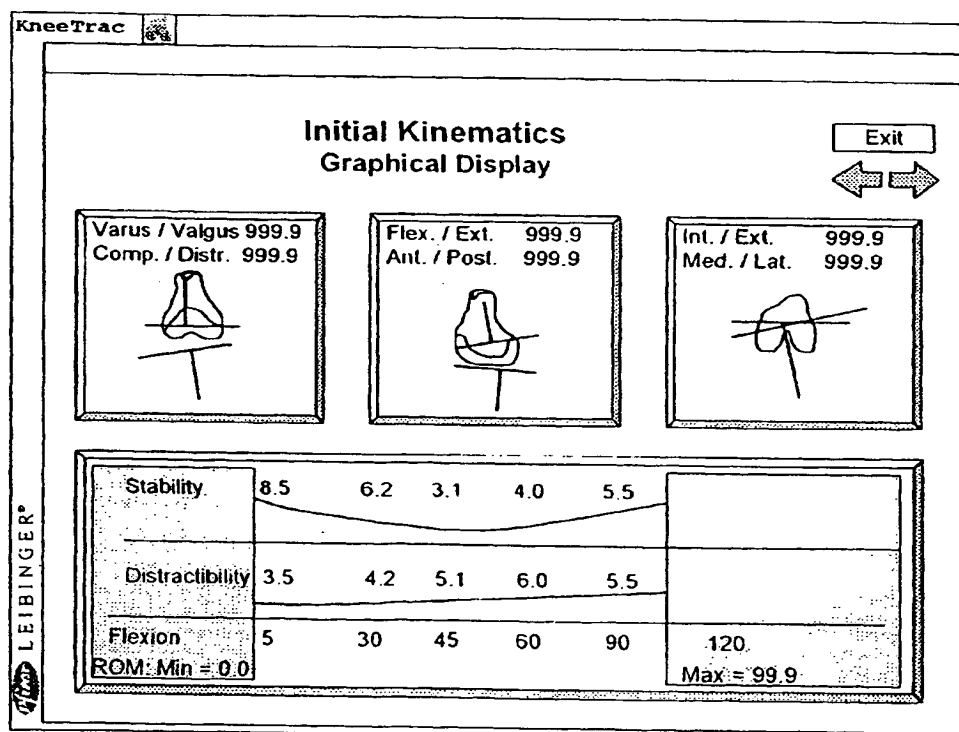 KneeTrac
Initial Kinematics
Graphical Display
Exit
Varus / Valgus 999.9
Comp. / Distr. 999.9
Flex. / Ext. 999.9
Ant. / Post. 999.9
Int. / Ext. 999.9
Med. / Lat. 999.9
Stability 8.5 6.2 3.1 4.0 5.5
Distractibility 3.5 4.2 5.1 6.0 5.5
Flexion 5 30 45 60 90 120
ROM: Min = 0.0 Max = 99.9
LEIBINGER®